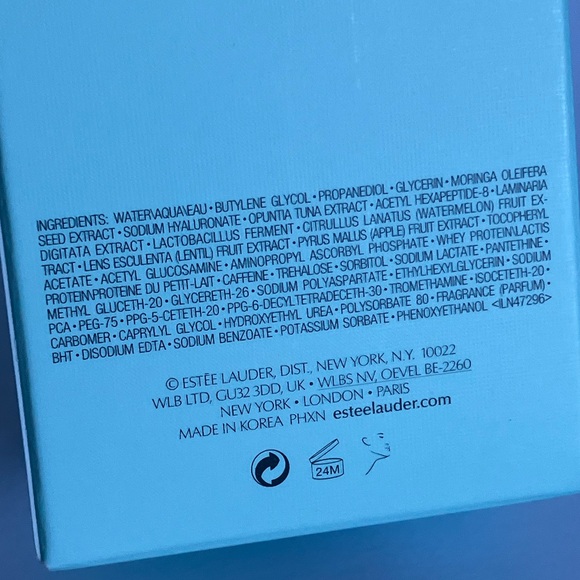 INGREDIENTS: WATER\AQUA\EAU • BUTYLENE GLYCOL • PROPANEDIOL • GLYCERIN • MORINGA OLEIFERA
SEED EXTRACT • SODIUM HYALURONATE • OPUNTIA TUNA EXTRACT • ACETYL HEXAPEPTIDE-8 • LAMINARIA
DIGITATA EXTRACT • LACTOBACILLUS FERMENT • CITRULLUS LANATUS (WATERMELON) FRUIT EX-
TRACT • LENS ESCULENTA (LENTIL) FRUIT EXTRACT • PYRUS MALUS (APPLE) FRUIT EXTRACT • TOCOPHERYL
ACETATE • ACETYL GLUCOSAMINE • AMINOPROPYL ASCORBYL PHOSPHATE • WHEY PROTEIN\LACTIS
PROTEIN\PROTEINE DU PETIT-LAIT • CAFFEINE • TREHALOSE • SORBITOL • SODIUM LACTATE • PANTETHINE •
METHYL GLUCETH-20 • GLYCERETH-26 • SODIUM POLYASPARTATE • ETHYLHEXYLGLYCERIN • SODIUM
PCA • PEG-75 • PPG-5-CETETH-20 • PPG-6-DECYLTETRADECETH-30 • TROMETHAMINE • ISOCETETH-20 •
CARBOMER • CAPRYLYL GLYCOL • HYDROXYETHYL UREA • POLYSORBATE 80 • FRAGRANCE (PARFUM) •
BHT • DISODIUM EDTA • SODIUM BENZOATE • POTASSIUM SORBATE • PHENOXYETHANOL <ILN47296>
© ESTĒE LAUDER, DIST., NEW YORK, N.Y. 10022
WLB LTD, GU32 3DD, UK • WLBS NV, OEVEL BE-2260
NEW YORK • LONDON • PARIS
MADE IN KOREA PHXN esteelauder.com
24M